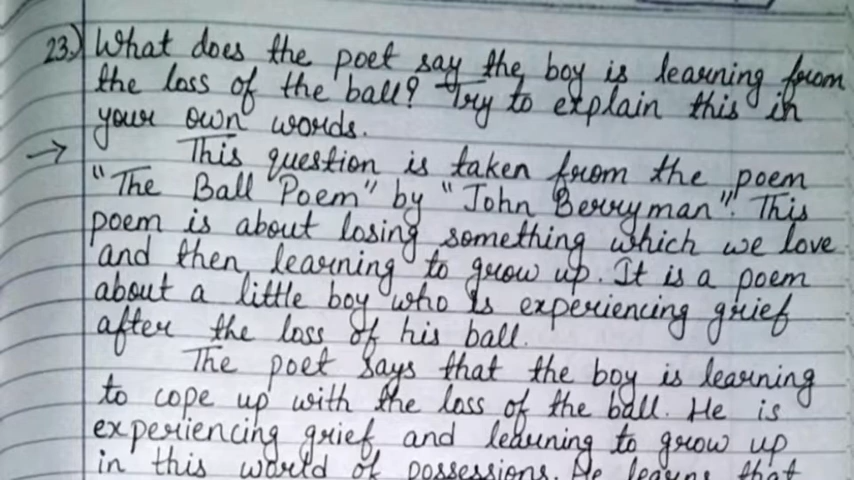 23.) What does the poet say the boy is learning from
the loss of the ball? Try to explain this in
your own words.
→ This question is taken from the poem
"The Ball Poem" by "John Berryman". This
poem is about losing something which we love
and then learning to grow up. It is a poem
about a little boy who is experiencing grief
after the loss of his ball.
The poet says that the boy is learning
to cope up with the loss of the ball. He is
experiencing grief and learning to grow up
in this world of possessions. He learns that